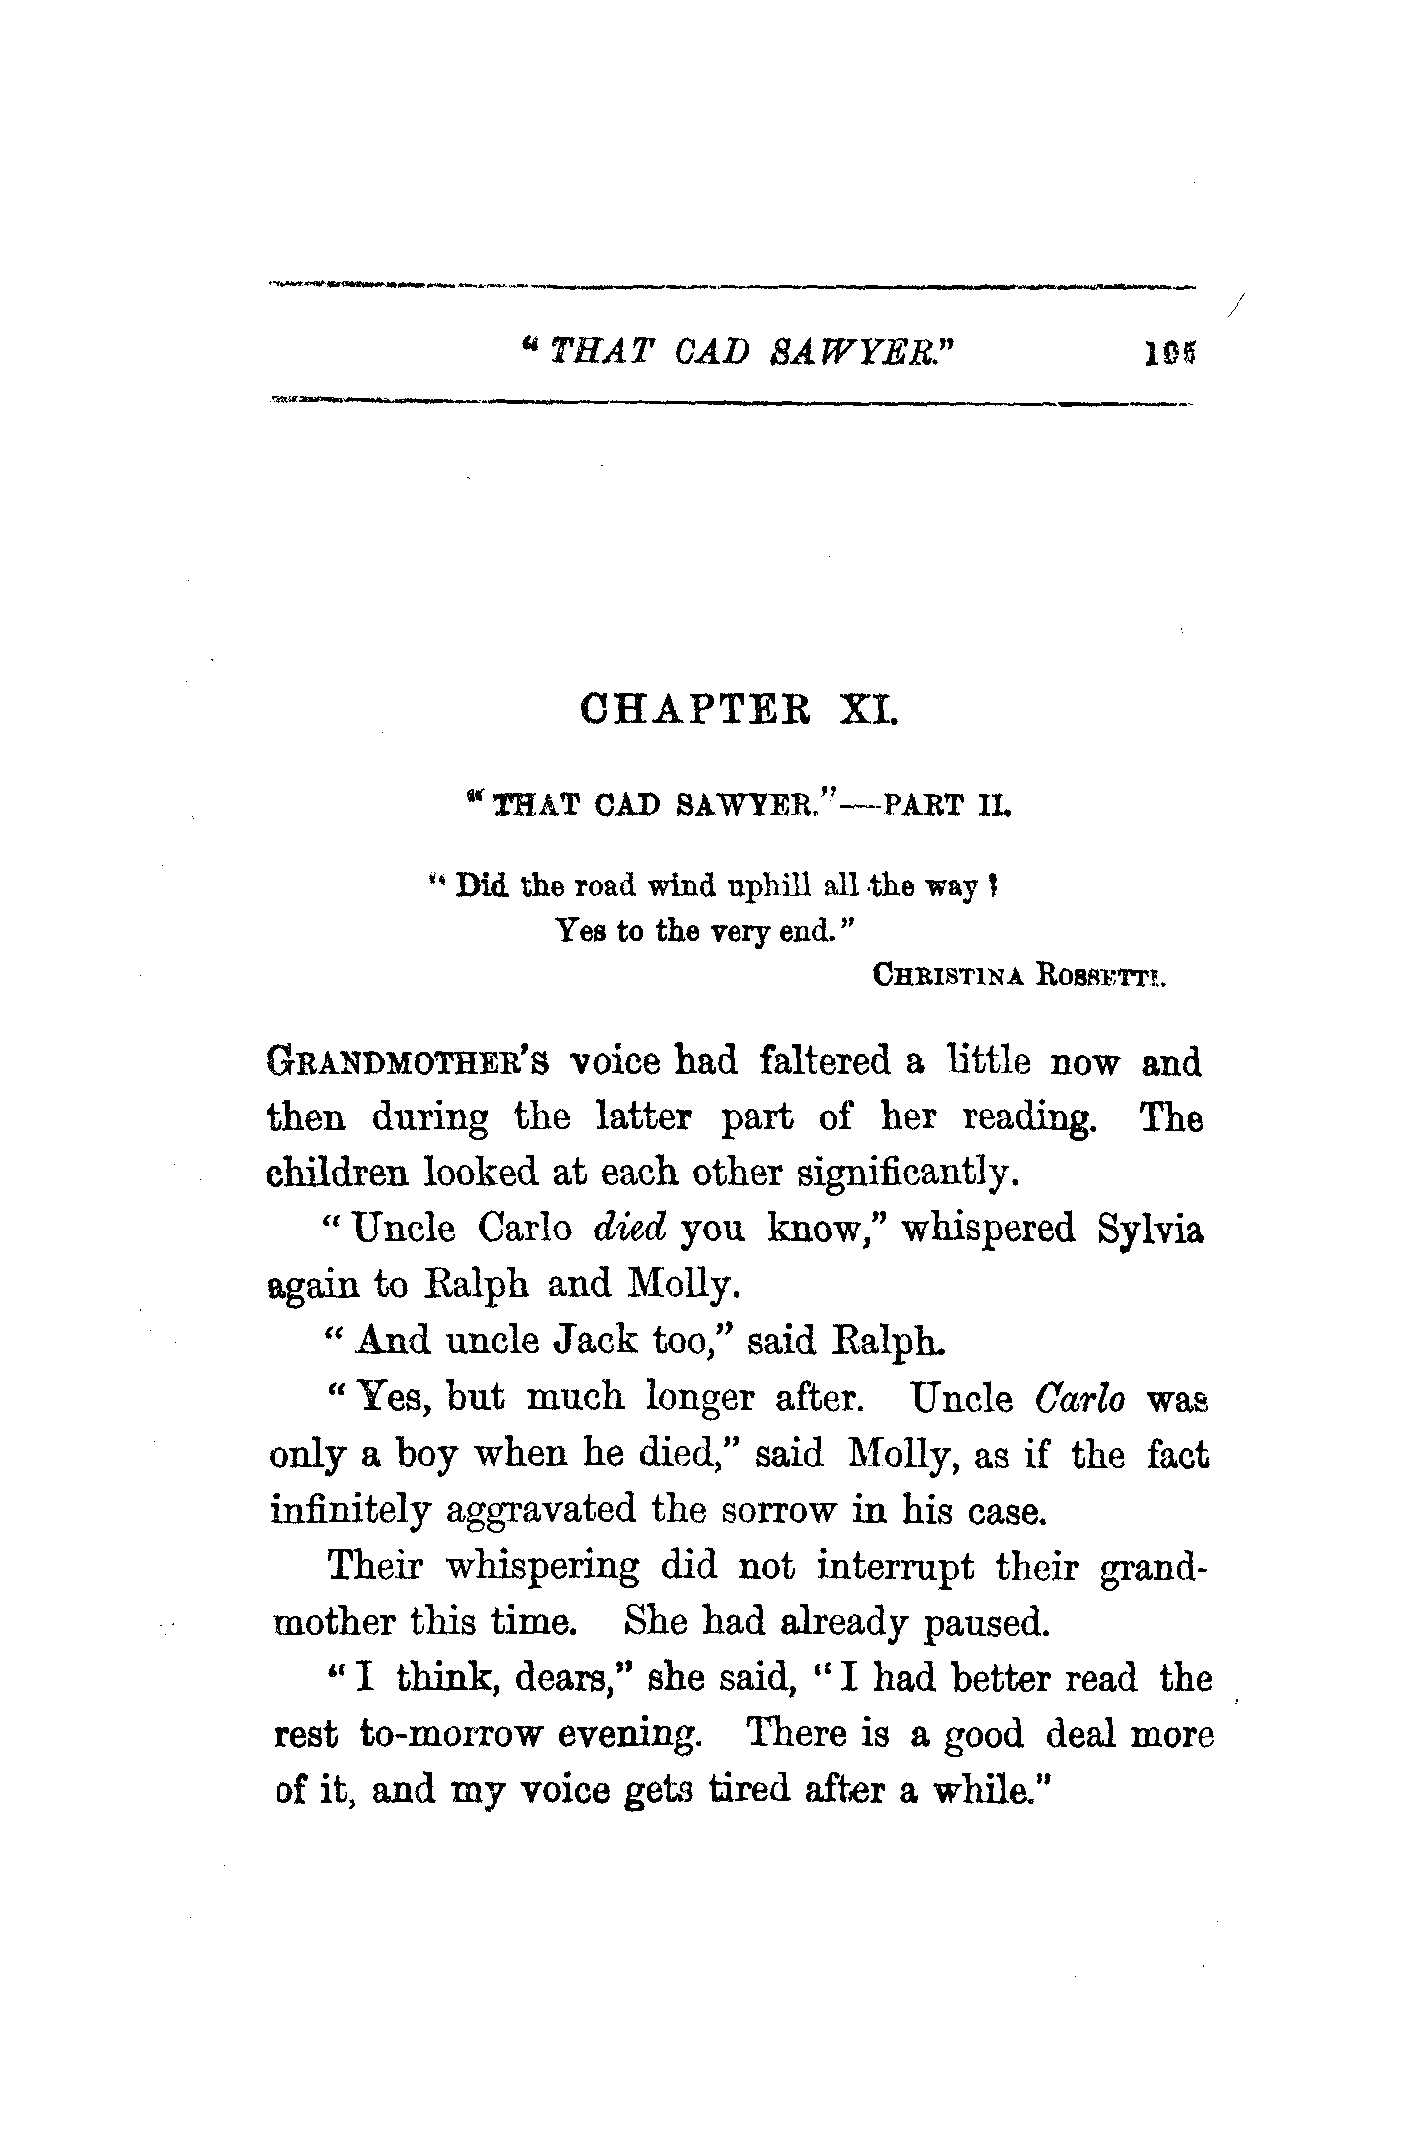 "THAT CAD SAWYER." 195
CHAPTER XI.
"THAT CAD SAWYER."—PART II.
"Did the road wind uphill all the way?
Yes to the very end."
CHRISTINA ROSSETTI.
GRANDMOTHER'S voice had faltered a little now and
then during the latter part of her reading. The
children looked at each other significantly.
"Uncle Carlo died you know," whispered Sylvia
again to Ralph and Molly.
"And uncle Jack too," said Ralph.
"Yes, but much longer after. Uncle Carlo was
only a boy when he died," said Molly, as if the fact
infinitely aggravated the sorrow in his case.
Their whispering did not interrupt their grand-
mother this time. She had already paused.
"I think, dears," she said, "I had better read the
rest to-morrow evening. There is a good deal more
of it, and my voice gets tired after a while."